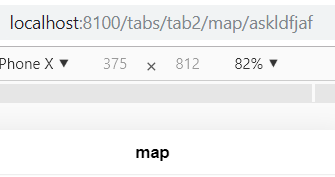 localhost:8100/tabs/tab2/map/askldfjaf
Phone X ▼ 375 × 812 82% ▼
map